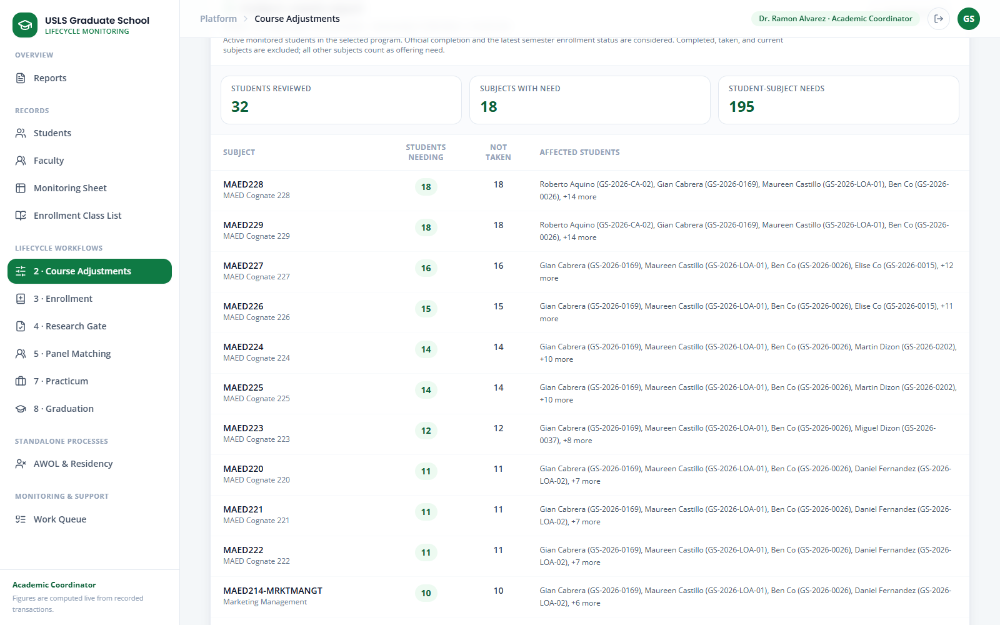 USLS Graduate School
LIFECYCLE MONITORING
OVERVIEW
Reports
RECORDS
Students
Faculty
Monitoring Sheet
Enrollment Class List
LIFECYCLE WORKFLOWS
2 · Course Adjustments
3 · Enrollment
4 · Research Gate
5 · Panel Matching
7 · Practicum
8 · Graduation
STANDALONE PROCESSES
AWOL & Residency
MONITORING & SUPPORT
Work Queue
Academic Coordinator
Figures are computed live from recorded
transactions.
Platform > Course Adjustments
Dr. Ramon Alvarez · Academic Coordinator
GS
Active monitored students in the selected program. Official completion and the latest semester enrollment status are considered. Completed, taken, and current
subjects are excluded; all other subjects count as offering need.
STUDENTS REVIEWED
32
SUBJECTS WITH NEED
18
STUDENT-SUBJECT NEEDS
195
SUBJECT
STUDENTS
NEEDING
NOT
TAKEN
AFFECTED STUDENTS
MAED228
MAED Cognate 228
18
18
Roberto Aquino (GS-2026-CA-02), Gian Cabrera (GS-2026-0169), Maureen Castillo (GS-2026-LOA-01), Ben Co (GS-2026-
0026), +14 more
MAED229
MAED Cognate 229
18
18
Roberto Aquino (GS-2026-CA-02), Gian Cabrera (GS-2026-0169), Maureen Castillo (GS-2026-LOA-01), Ben Co (GS-2026-
0026), +14 more
MAED227
MAED Cognate 227
16
16
Gian Cabrera (GS-2026-0169), Maureen Castillo (GS-2026-LOA-01), Ben Co (GS-2026-0026), Elise Co (GS-2026-0015), +12
more
MAED226
MAED Cognate 226
15
15
Gian Cabrera (GS-2026-0169), Maureen Castillo (GS-2026-LOA-01), Ben Co (GS-2026-0026), Elise Co (GS-2026-0015), +11
more
MAED224
MAED Cognate 224
14
14
Gian Cabrera (GS-2026-0169), Maureen Castillo (GS-2026-LOA-01), Ben Co (GS-2026-0026), Martin Dizon (GS-2026-0202),
+10 more
MAED225
MAED Cognate 225
14
14
Gian Cabrera (GS-2026-0169), Maureen Castillo (GS-2026-LOA-01), Ben Co (GS-2026-0026), Martin Dizon (GS-2026-0202),
+10 more
MAED223
MAED Cognate 223
12
12
Gian Cabrera (GS-2026-0169), Maureen Castillo (GS-2026-LOA-01), Ben Co (GS-2026-0026), Miguel Dizon (GS-2026-
0037), +8 more
MAED220
MAED Cognate 220
11
11
Gian Cabrera (GS-2026-0169), Maureen Castillo (GS-2026-LOA-01), Ben Co (GS-2026-0026), Daniel Fernandez (GS-2026-
LOA-02), +7 more
MAED221
MAED Cognate 221
11
11
Gian Cabrera (GS-2026-0169), Maureen Castillo (GS-2026-LOA-01), Ben Co (GS-2026-0026), Daniel Fernandez (GS-2026-
LOA-02), +7 more
MAED222
MAED Cognate 222
11
11
Gian Cabrera (GS-2026-0169), Maureen Castillo (GS-2026-LOA-01), Ben Co (GS-2026-0026), Daniel Fernandez (GS-2026-
LOA-02), +7 more
MAED214-MRKTMANGT
Marketing Management
10
10
Gian Cabrera (GS-2026-0169), Maureen Castillo (GS-2026-LOA-01), Ben Co (GS-2026-0026), Daniel Fernandez (GS-2026-
LOA-02), +6 more